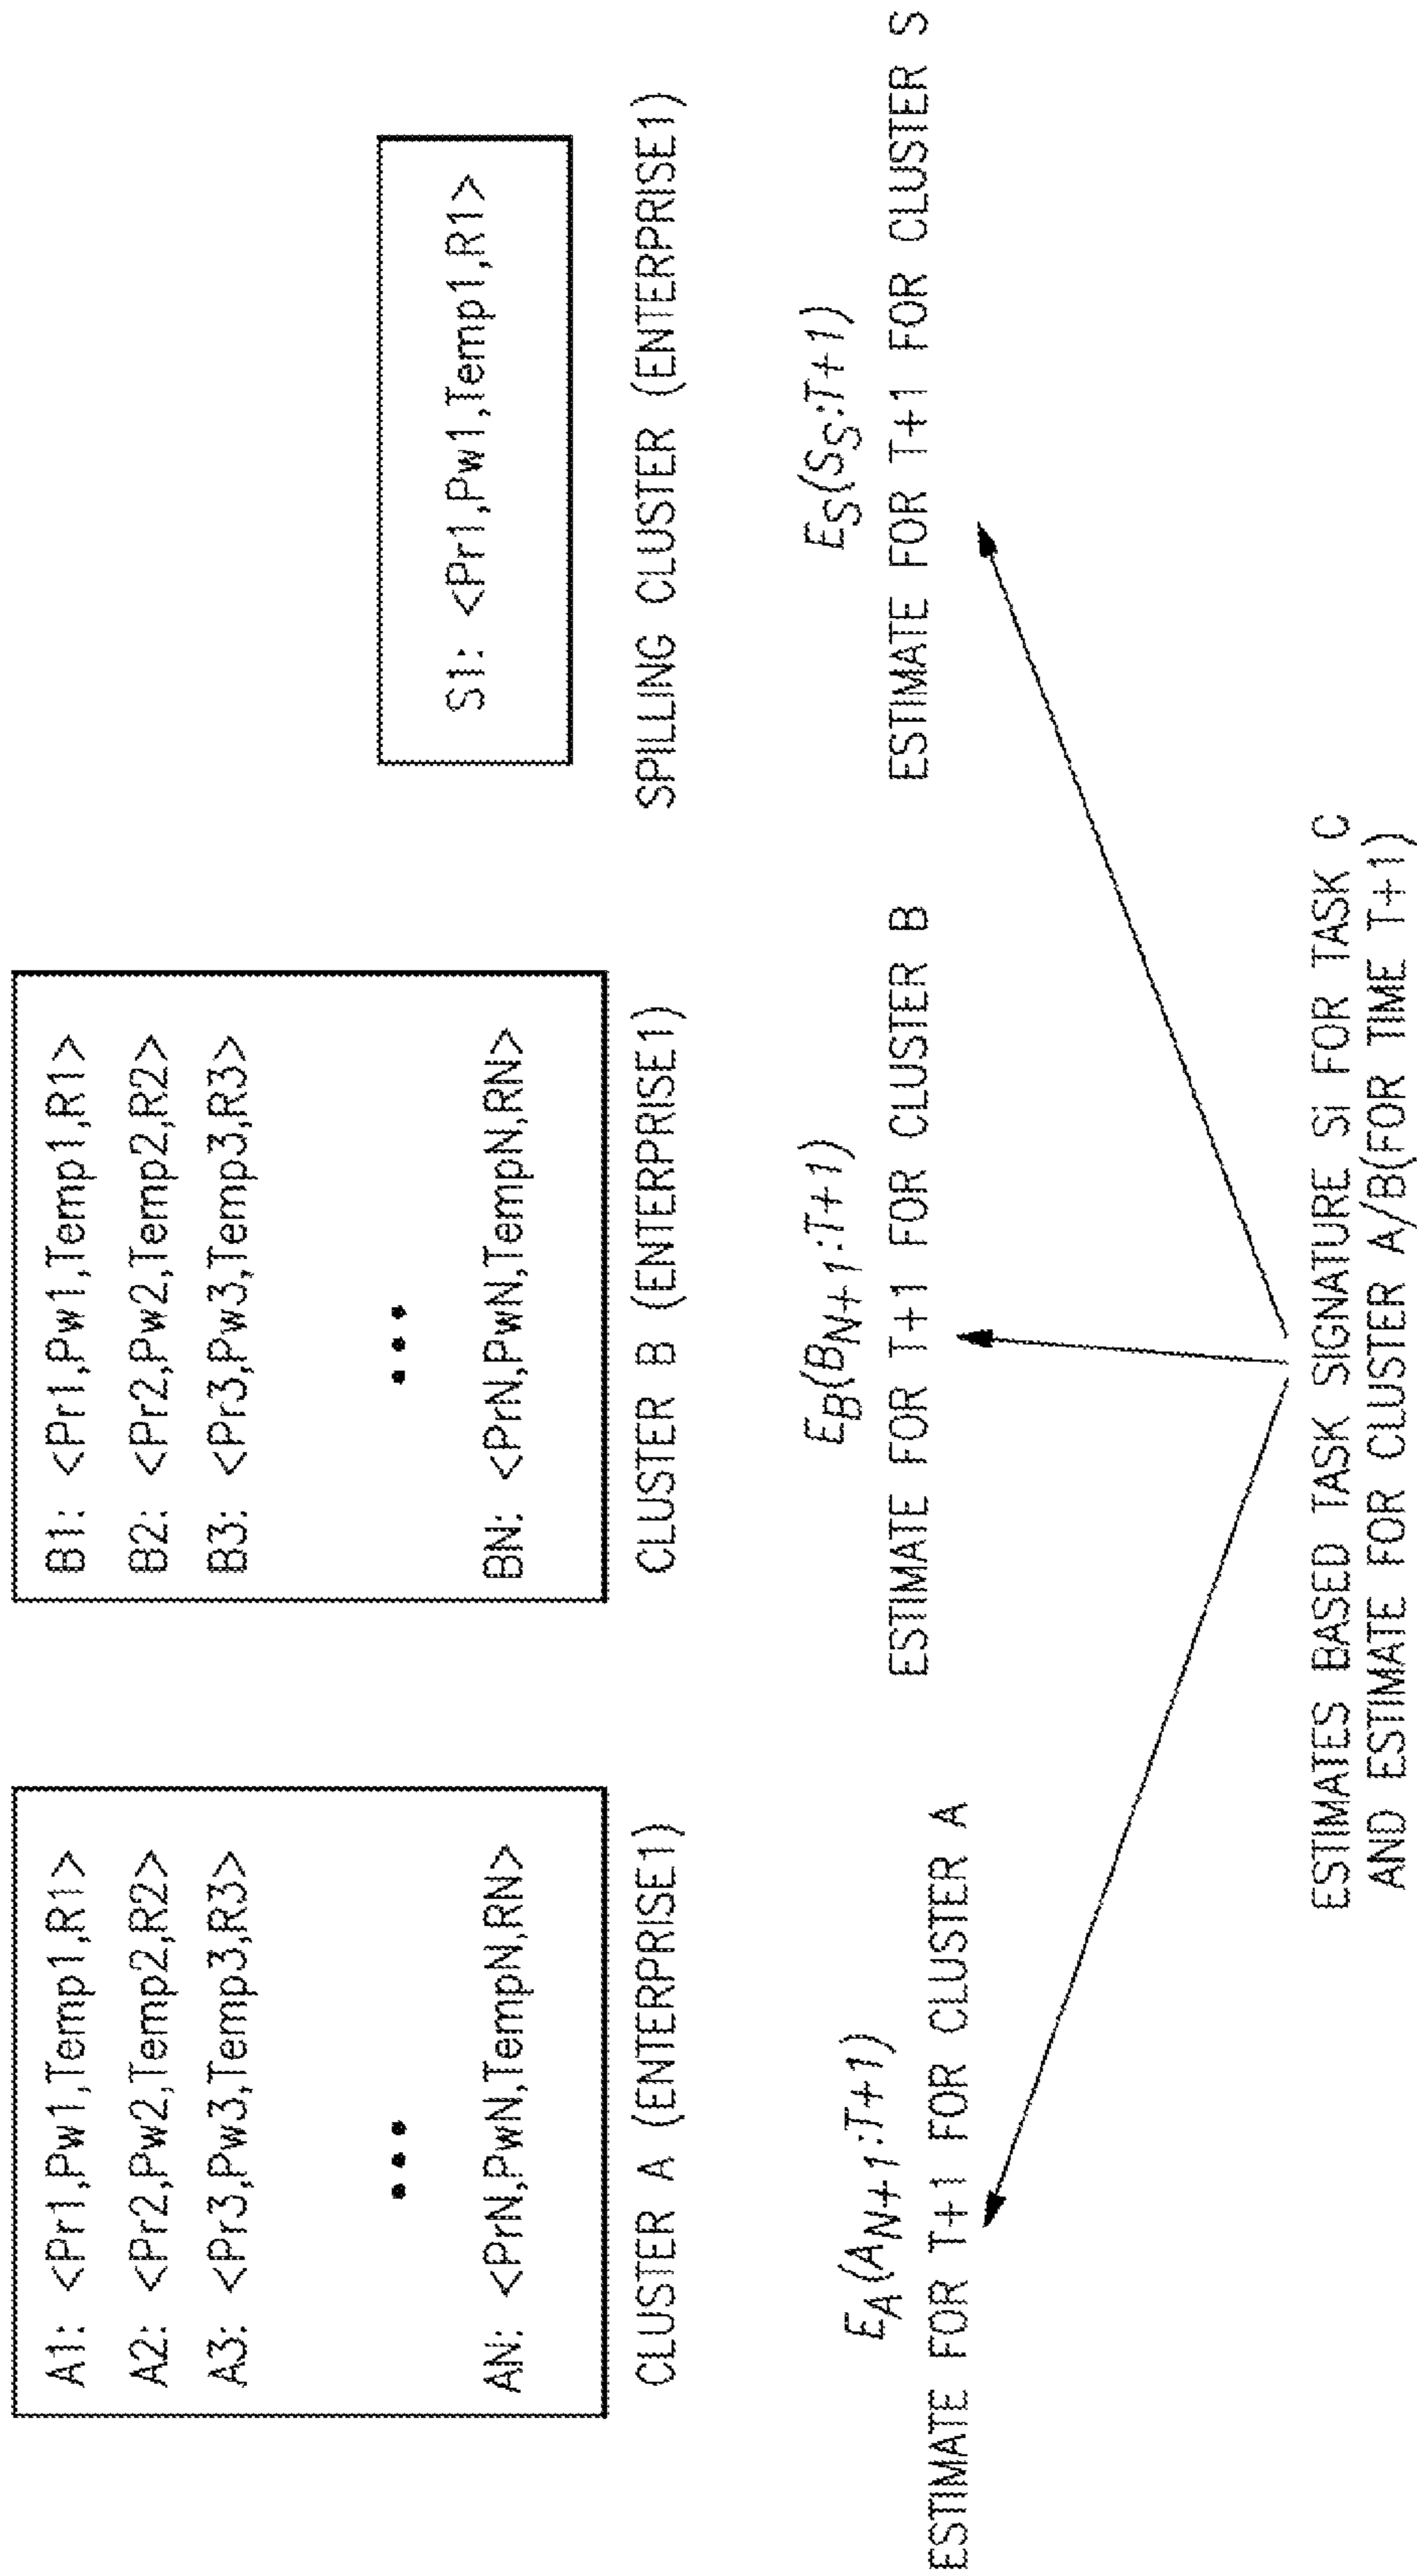 A1: <Pr1,Pw1,Temp1,R1>
A2: <Pr2,Pw2,Temp2,R2>
A3: <Pr3,Pw3,Temp3,R3>
•••
AN: <PrN,PwN,TempN,RN>
CLUSTER A (ENTERPRISE1)
B1: <Pr1,Pw1,Temp1,R1>
B2: <Pr2,Pw2,Temp2,R2>
B3: <Pr3,Pw3,Temp3,R3>
•••
BN: <PrN,PwN,TempN,RN>
CLUSTER B (ENTERPRISE1)
S1: <Pr1,Pw1,Temp1,R1>
SPILLING CLUSTER (ENTERPRISE1)
E_A(A_N+1:T+1)
ESTIMATE FOR T+1 FOR CLUSTER A
E_B(B_N+1:T+1)
ESTIMATE FOR T+1 FOR CLUSTER B
E_S(S_S:T+1)
ESTIMATE FOR T+1 FOR CLUSTER S
ESTIMATES BASED TASK SIGNATURE Si FOR TASK C
AND ESTIMATE FOR CLUSTER A/B(FOR TIME T+1)